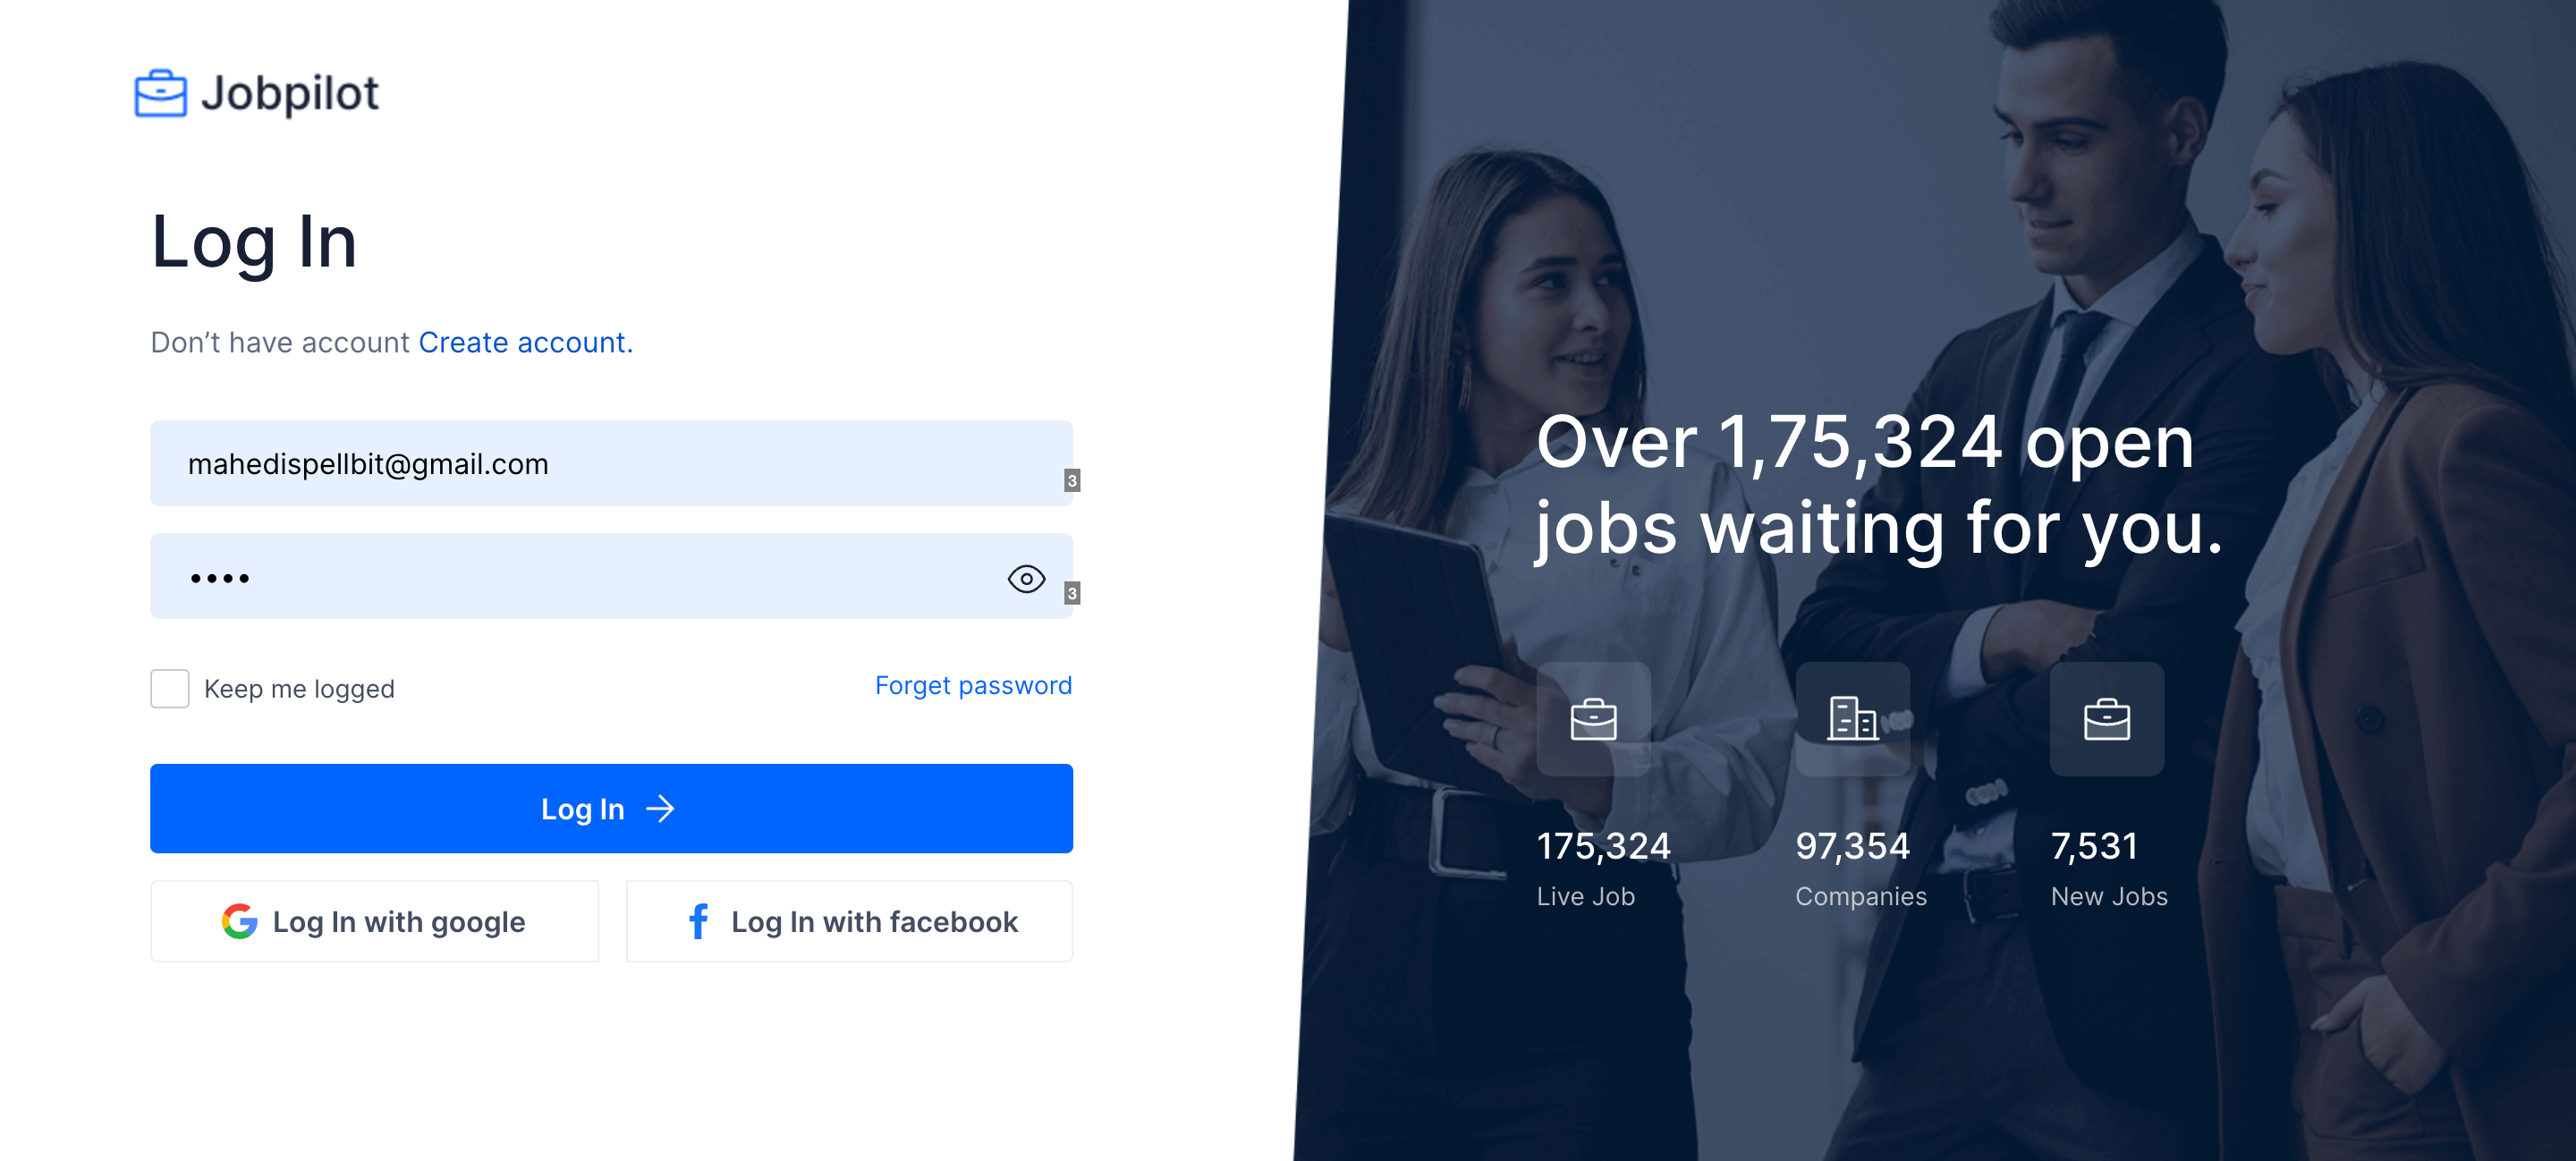 Jobpilot
Log In
Don’t have account Create account.
mahedispellbit@gmail.com
3
••••
3
Keep me logged
Forget password
Log In
Log In with google
Log In with facebook
Over 1,75,324 open
jobs waiting for you.
175,324
97,354
7,531
Live Job
Companies
New Jobs